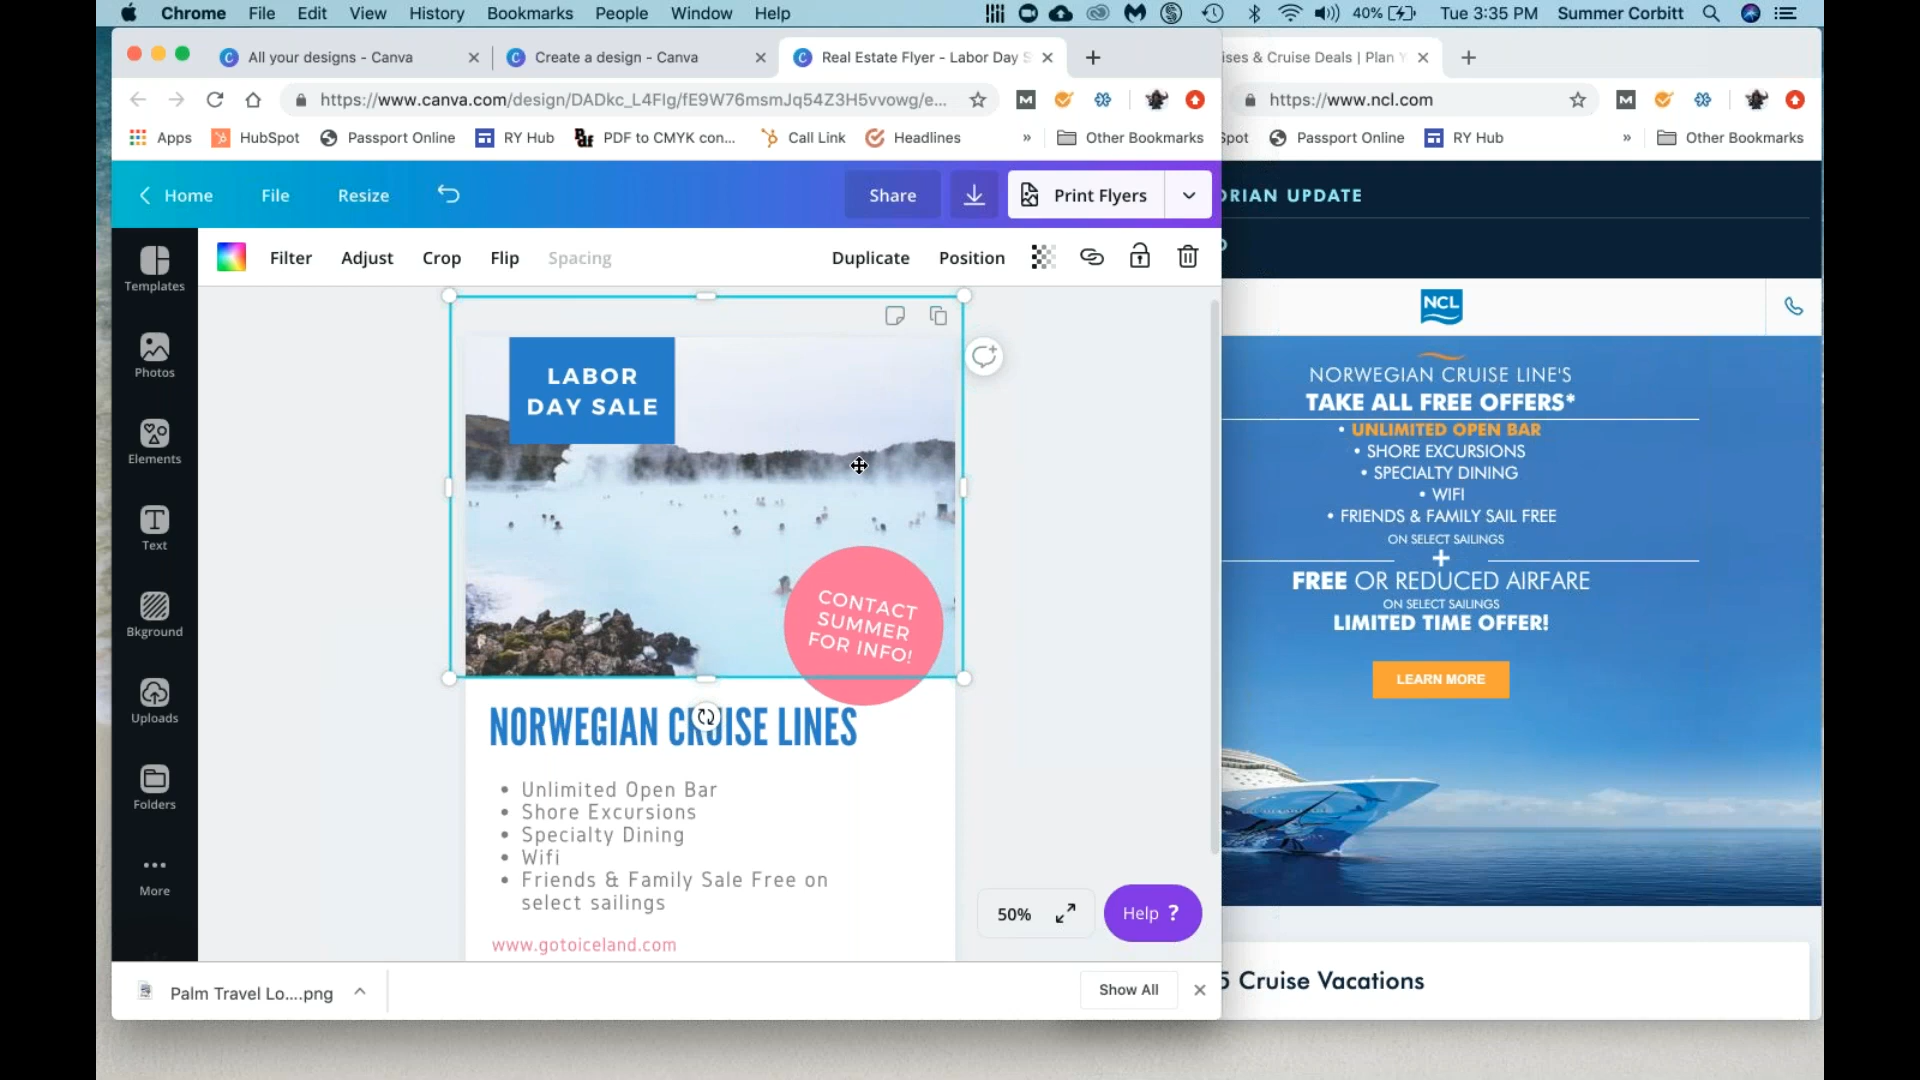 Chrome File Edit View History Bookmarks People Window Help 40% Tue 3:35 PM Summer Corbitt
All your designs - Canva
Create a design - Canva
Real Estate Flyer - Labor Day S
https://www.canva.com/design/DADkc_L4FIg/fE9W76msmJq54Z3H5vvowg/e...
Apps HubSpot Passport Online RY Hub PDF to CMYK con... Call Link Headlines » Other Bookmarks
Home File Resize Share Print Flyers
Filter Adjust Crop Flip Spacing Duplicate Position
Templates
Photos
Elements
Text
Bkground
Uploads
Folders
More
LABOR
DAY SALE
CONTACT
SUMMER
FOR INFO!
NORWEGIAN CRUISE LINES
• Unlimited Open Bar
• Shore Excursions
• Specialty Dining
• Wifi
• Friends & Family Sale Free on
select sailings
www.gotoiceland.com
50%
Help ?
Palm Travel Lo....png
Show All
ises & Cruise Deals | Plan Y
https://www.ncl.com
Spot Passport Online RY Hub » Other Bookmarks
ORIAN UPDATE
NCL
NORWEGIAN CRUISE LINE'S
TAKE ALL FREE OFFERS*
• UNLIMITED OPEN BAR
• SHORE EXCURSIONS
• SPECIALTY DINING
• WIFI
• FRIENDS & FAMILY SAIL FREE
ON SELECT SAILINGS
+
FREE OR REDUCED AIRFARE
ON SELECT SAILINGS
LIMITED TIME OFFER!
LEARN MORE
5 Cruise Vacations